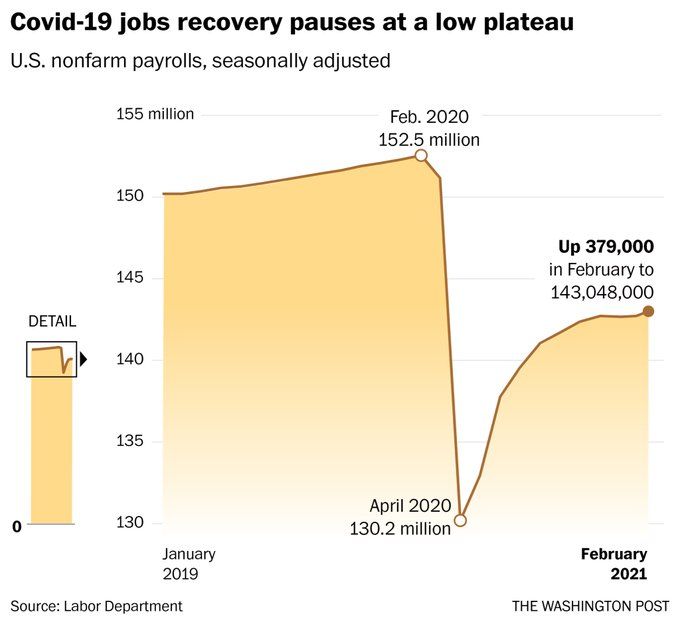 Covid-19 jobs recovery pauses at a low plateau
U.S. nonfarm payrolls, seasonally adjusted
155 million
Feb. 2020
152.5 million
150
Up 379,000
in February to
143,048,000
145
DETAIL
140
135
April 2020
130.2 million
0
130
January
2019
February
2021
Source: Labor Department
THE WASHINGTON POST